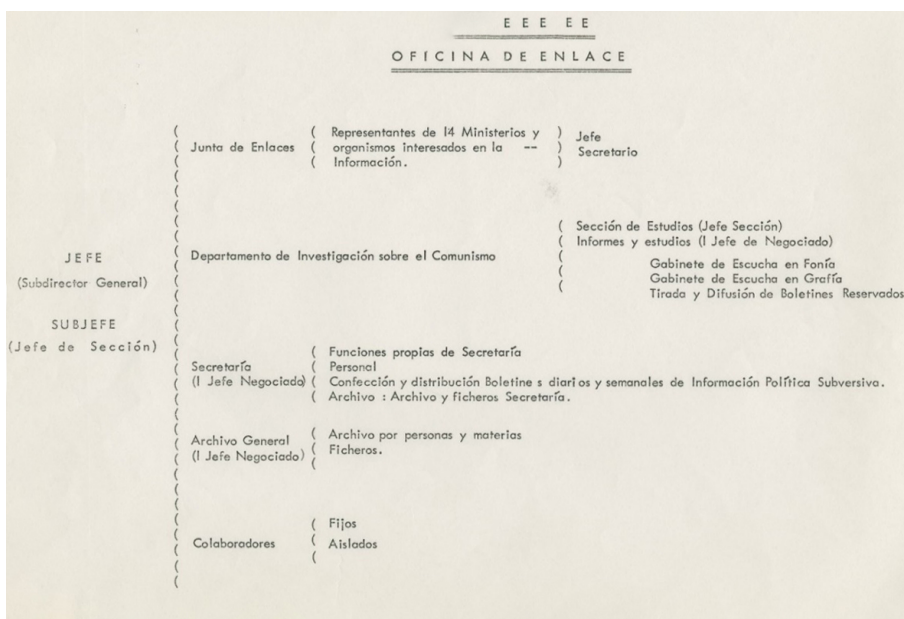 E E E  E E
OFICINA DE ENLACE
JEFE
(Subdirector General)
SUBJEFE
(Jefe de Sección)
Junta de Enlaces
Representantes de 14 Ministerios y
organismos interesados en la --
Información.
Jefe
Secretario
Departamento de Investigación sobre el Comunismo
Sección de Estudios (Jefe Sección)
Informes y estudios (I Jefe de Negociado)
Gabinete de Escucha en Fonía
Gabinete de Escucha en Grafía
Tirada y Difusión de Boletines Reservados
Secretaría
(I Jefe Negociado)
Funciones propias de Secretaría
Personal
Confección y distribución Boletine s diarios y semanales de Información Política Subversiva.
Archivo : Archivo y ficheros Secretaría.
Archivo General
(I Jefe Negociado)
Archivo por personas y materias
Ficheros.
Colaboradores
Fijos
Aislados